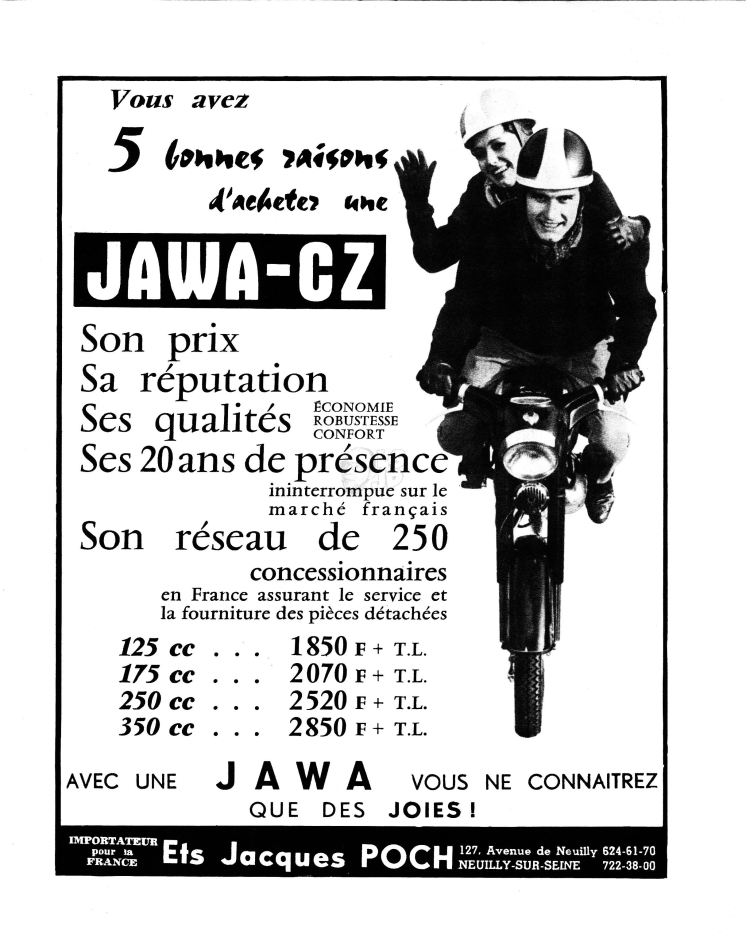 Vous avez
5 bonnes raisons
d'acheter une
JAWA-CZ
Son prix
Sa réputation
Ses qualités ÉCONOMIE
ROBUSTESSE
CONFORT
Ses 20 ans de présence
ininterrompue sur le
marché français
Son réseau de 250
concessionnaires
en France assurant le service et
la fourniture des pièces détachées
125 cc . . . 1850 F + T.L.
175 cc . . . 2070 F + T.L.
250 cc . . . 2520 F + T.L.
350 cc . . . 2850 F + T.L.
AVEC UNE JAWA VOUS NE CONNAITREZ
QUE DES JOIES !
IMPORTATEUR
pour la
FRANCE
Ets Jacques POCH
127, Avenue de Neuilly 624-61-70
NEUILLY-SUR-SEINE 722-38-00